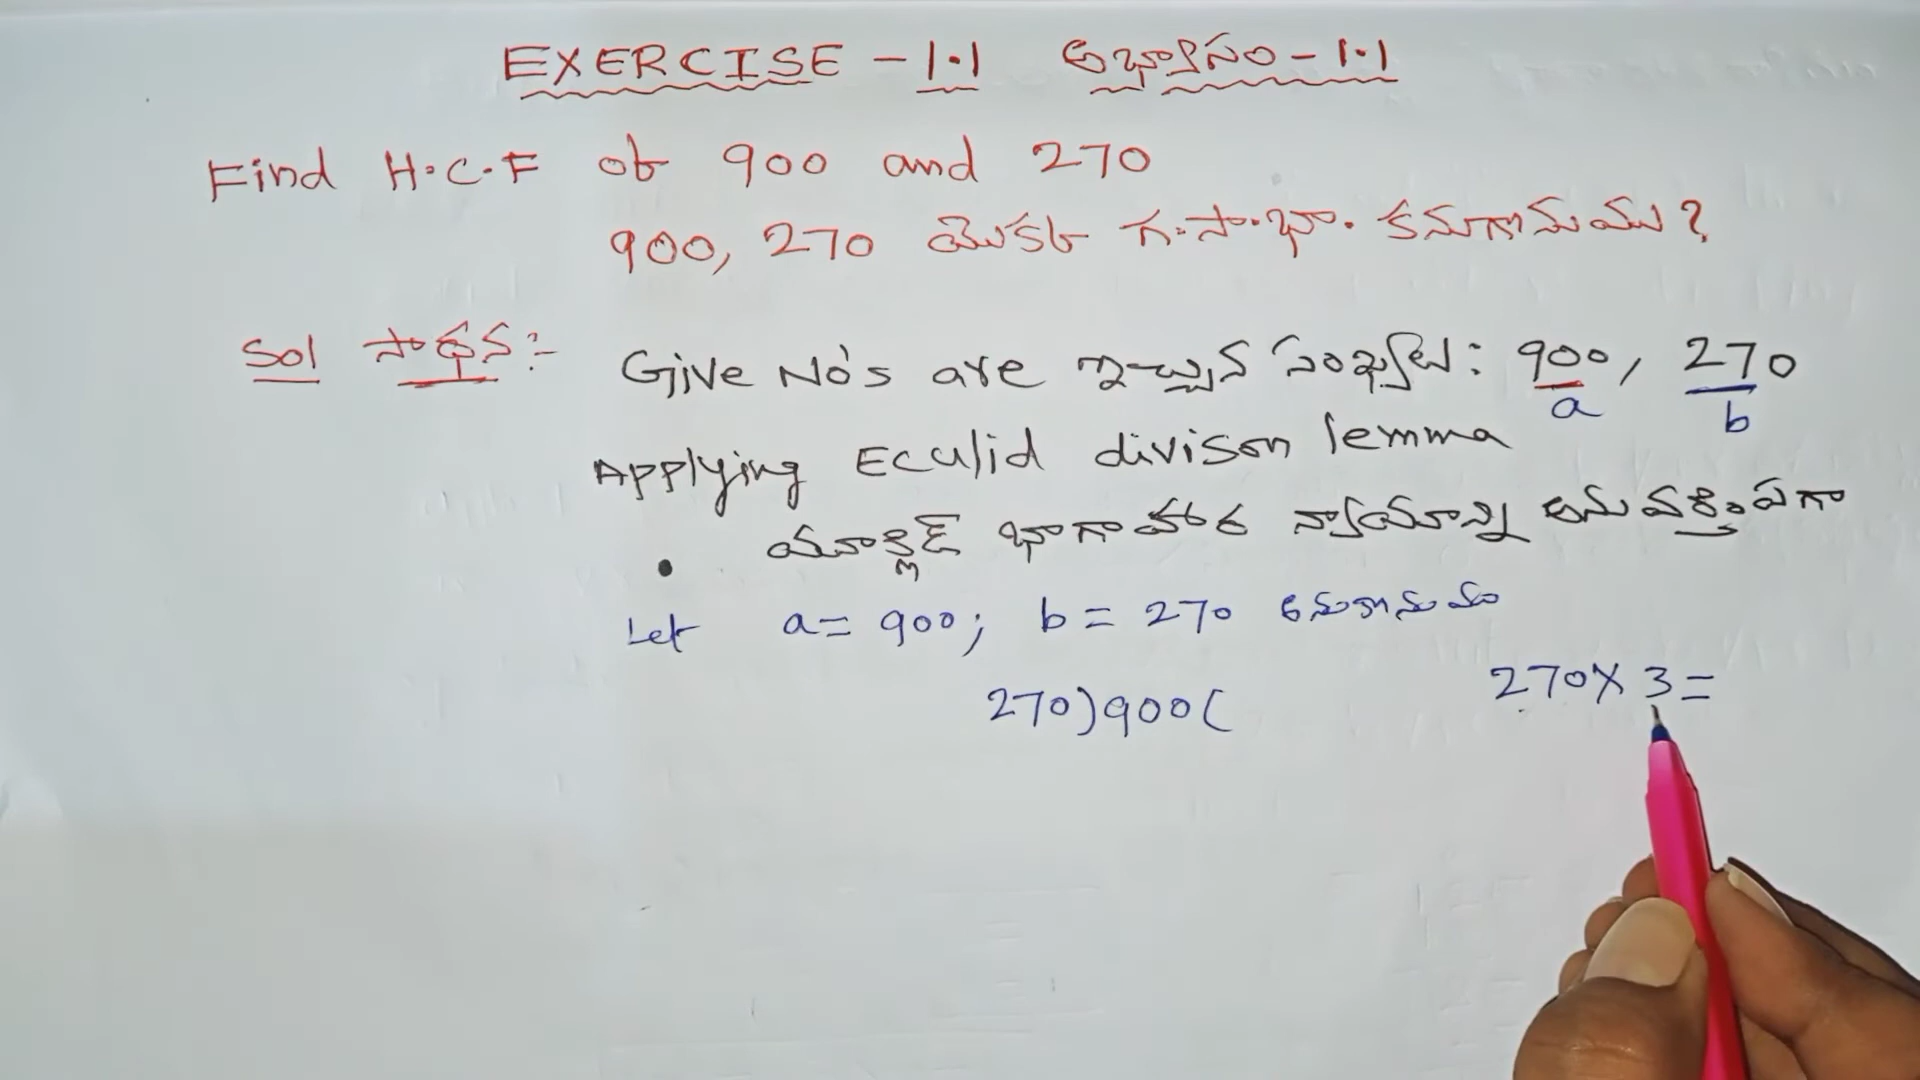 EXERCISE - 1.1 అభ్యాసం - 1.1
Find H.C.F of 900 and 270
900, 270 యొక్క గ.సా.భా. కనుగొనుము?
Sol సాధన:-
Give No's are ఇచ్చిన సంఖ్యలు: 900, 270
a b
Applying Eculid divison lemma
యూక్లిడ్ భాగాహార న్యాయాన్ని అనువర్తింపగా
Let a = 900; b = 270 అనుకొనుము
270)900( 270 X 3 =